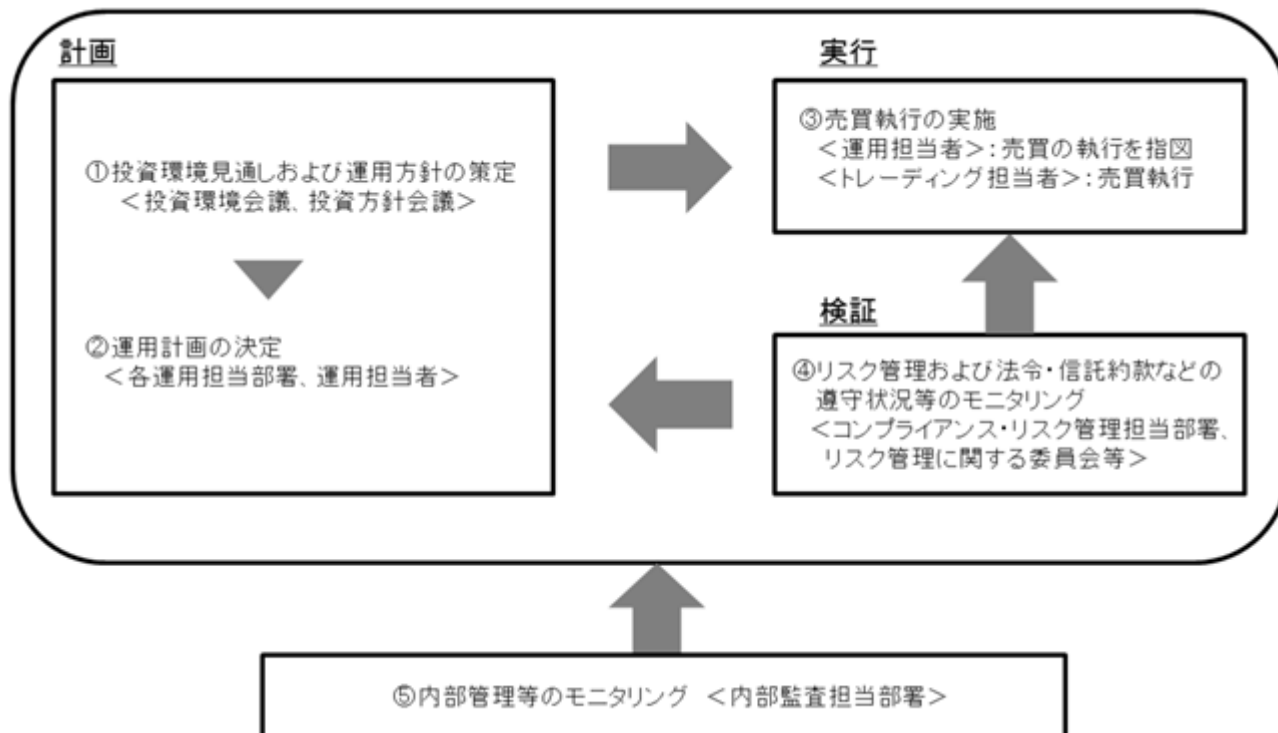 計画
①投資環境見通しおよび運用方針の策定
<投資環境会議、投資方針会議>
②運用計画の決定
<各運用担当部署、運用担当者>
実行
③売買執行の実施
<運用担当者>:売買の執行を指図
<トレーディング担当者>:売買執行
検証
④リスク管理および法令・信託約款などの
遵守状況等のモニタリング
<コンプライアンス・リスク管理担当部署、
リスク管理に関する委員会等>
⑤内部管理等のモニタリング <内部監査担当部署>